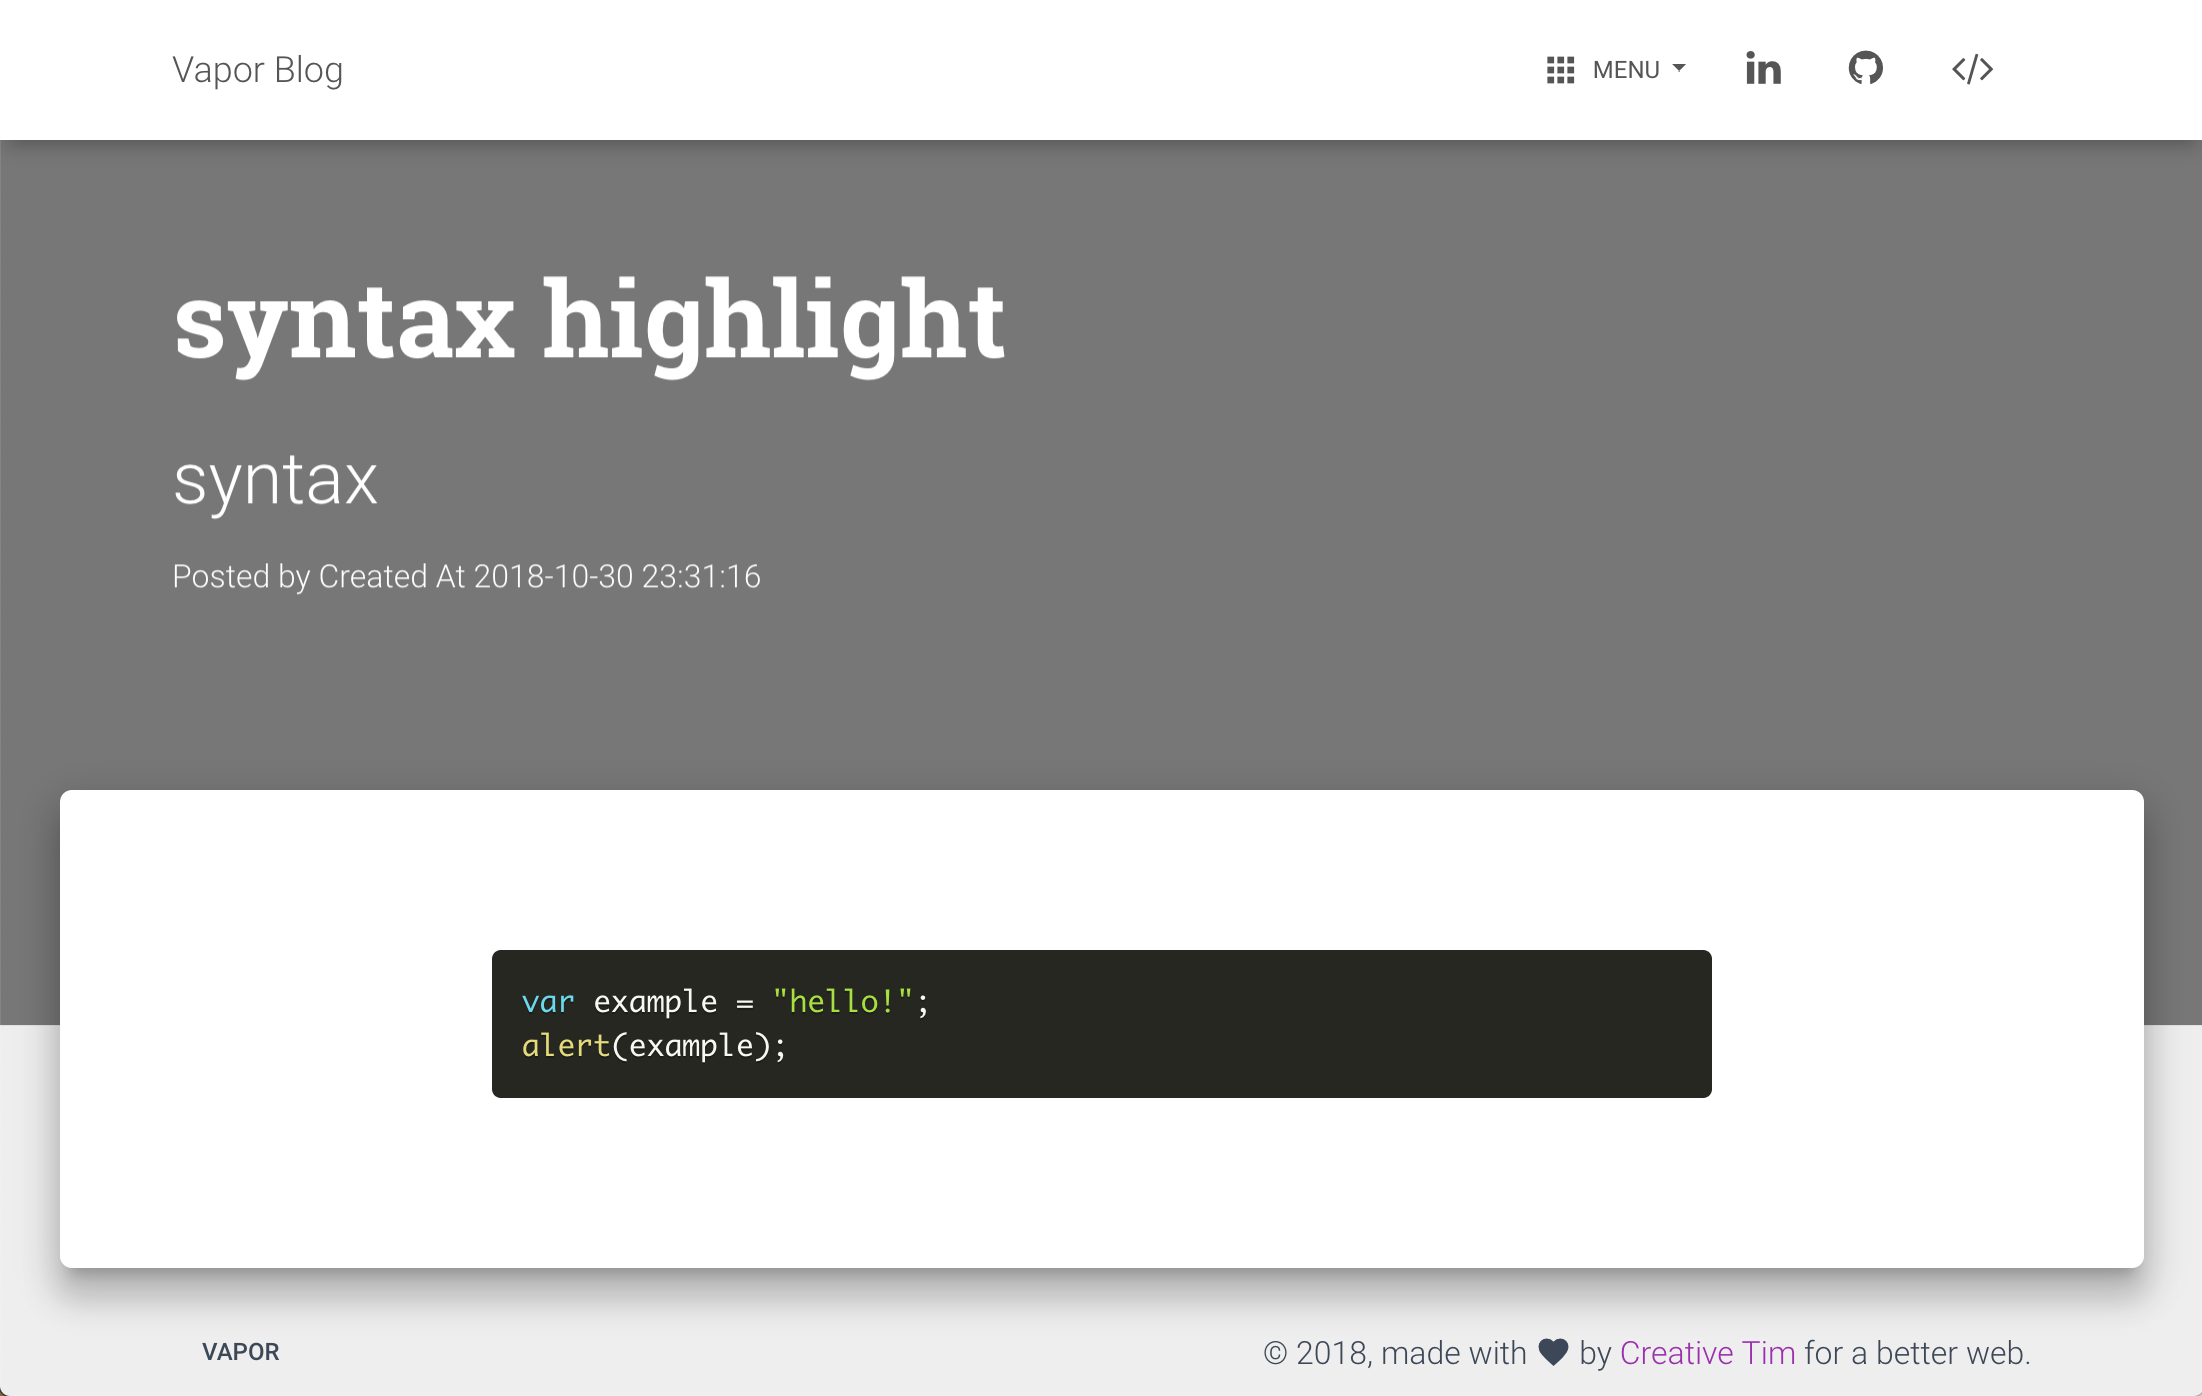 Vapor Blog
MENU
syntax highlight
syntax
Posted by Created At 2018-10-30 23:31:16
var example = "hello!";
alert(example);
VAPOR
© 2018, made with ♥ by Creative Tim for a better web.